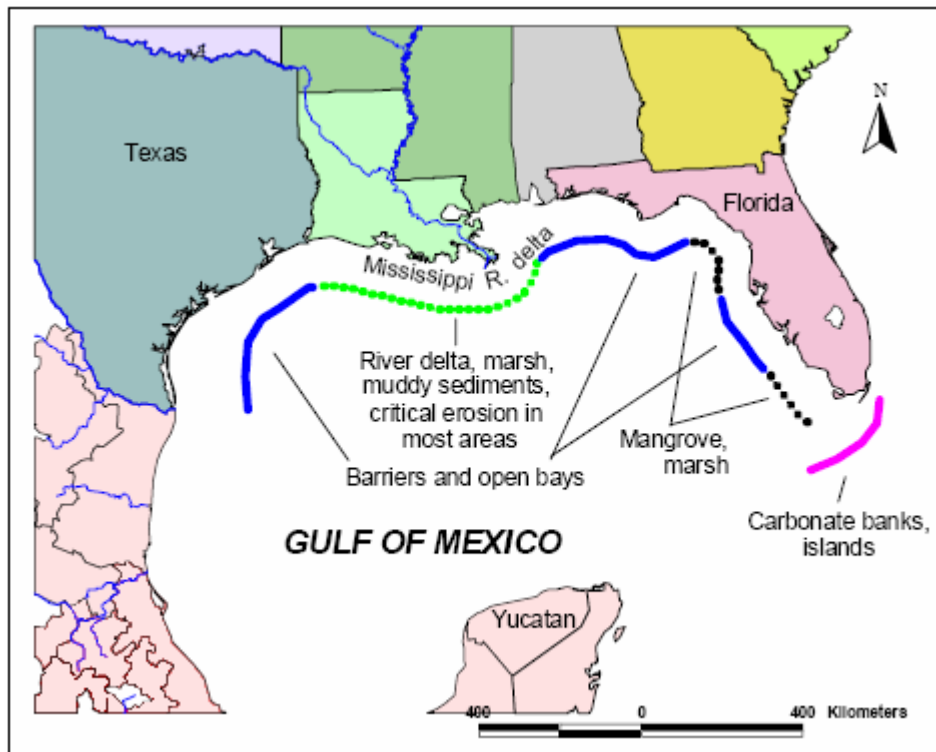 N
Texas
Florida
Mississippi R. delta
River delta, marsh,
muddy sediments,
critical erosion in
most areas
Mangrove,
marsh
Barriers and open bays
Carbonate banks,
islands
GULF OF MEXICO
Yucatan
400 0 400 Kilometers